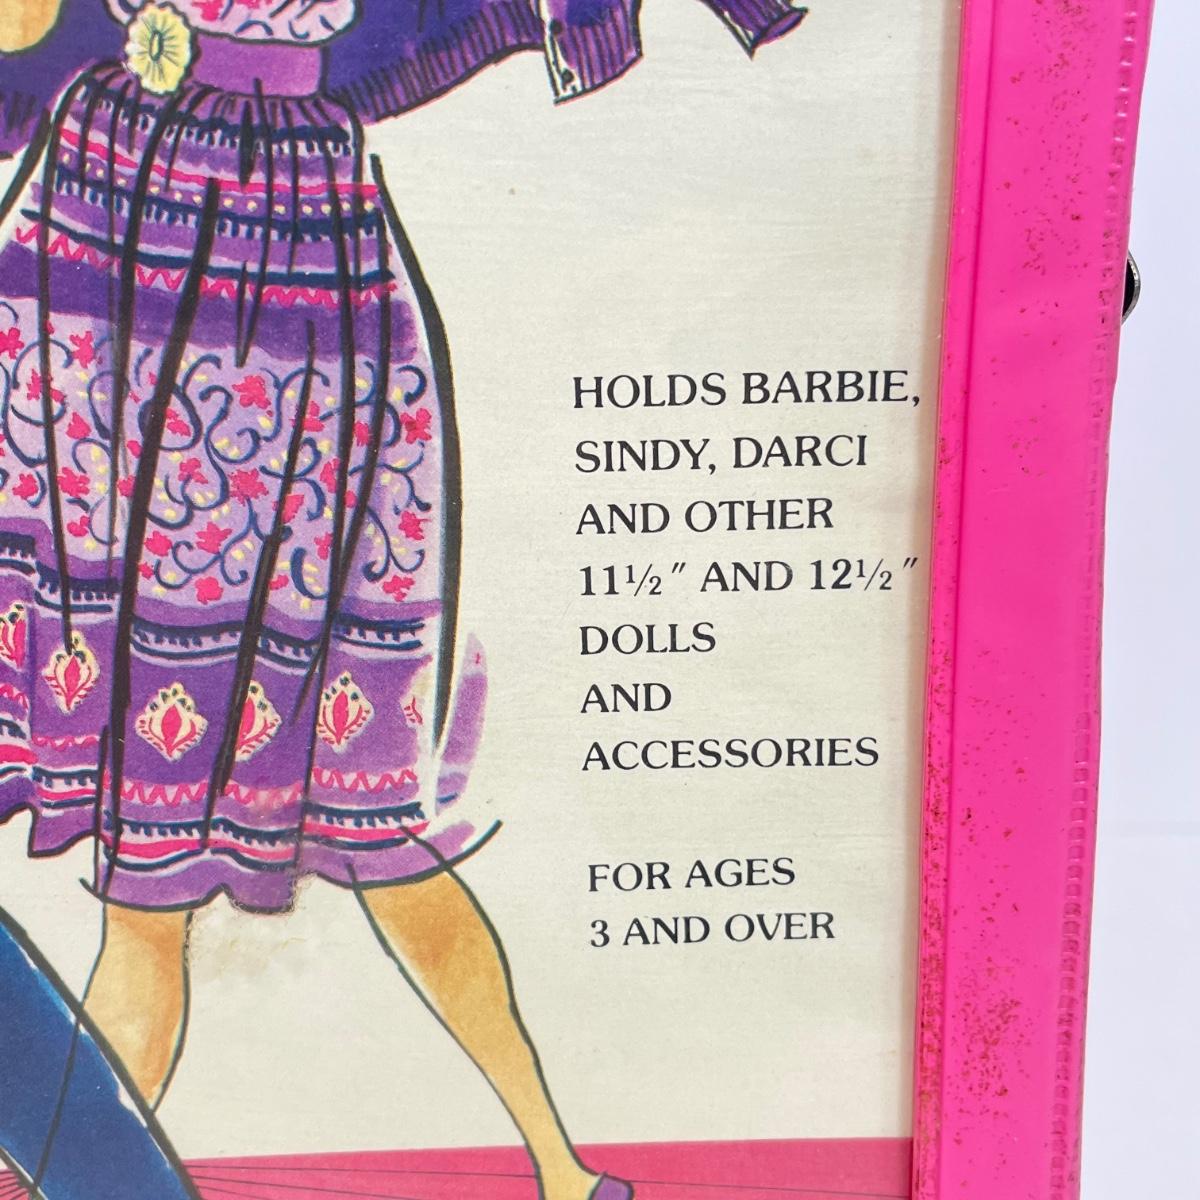 HOLDS BARBIE,
SINDY, DARCI
AND OTHER
11½" AND 12½"
DOLLS
AND
ACCESSORIES
FOR AGES
3 AND OVER